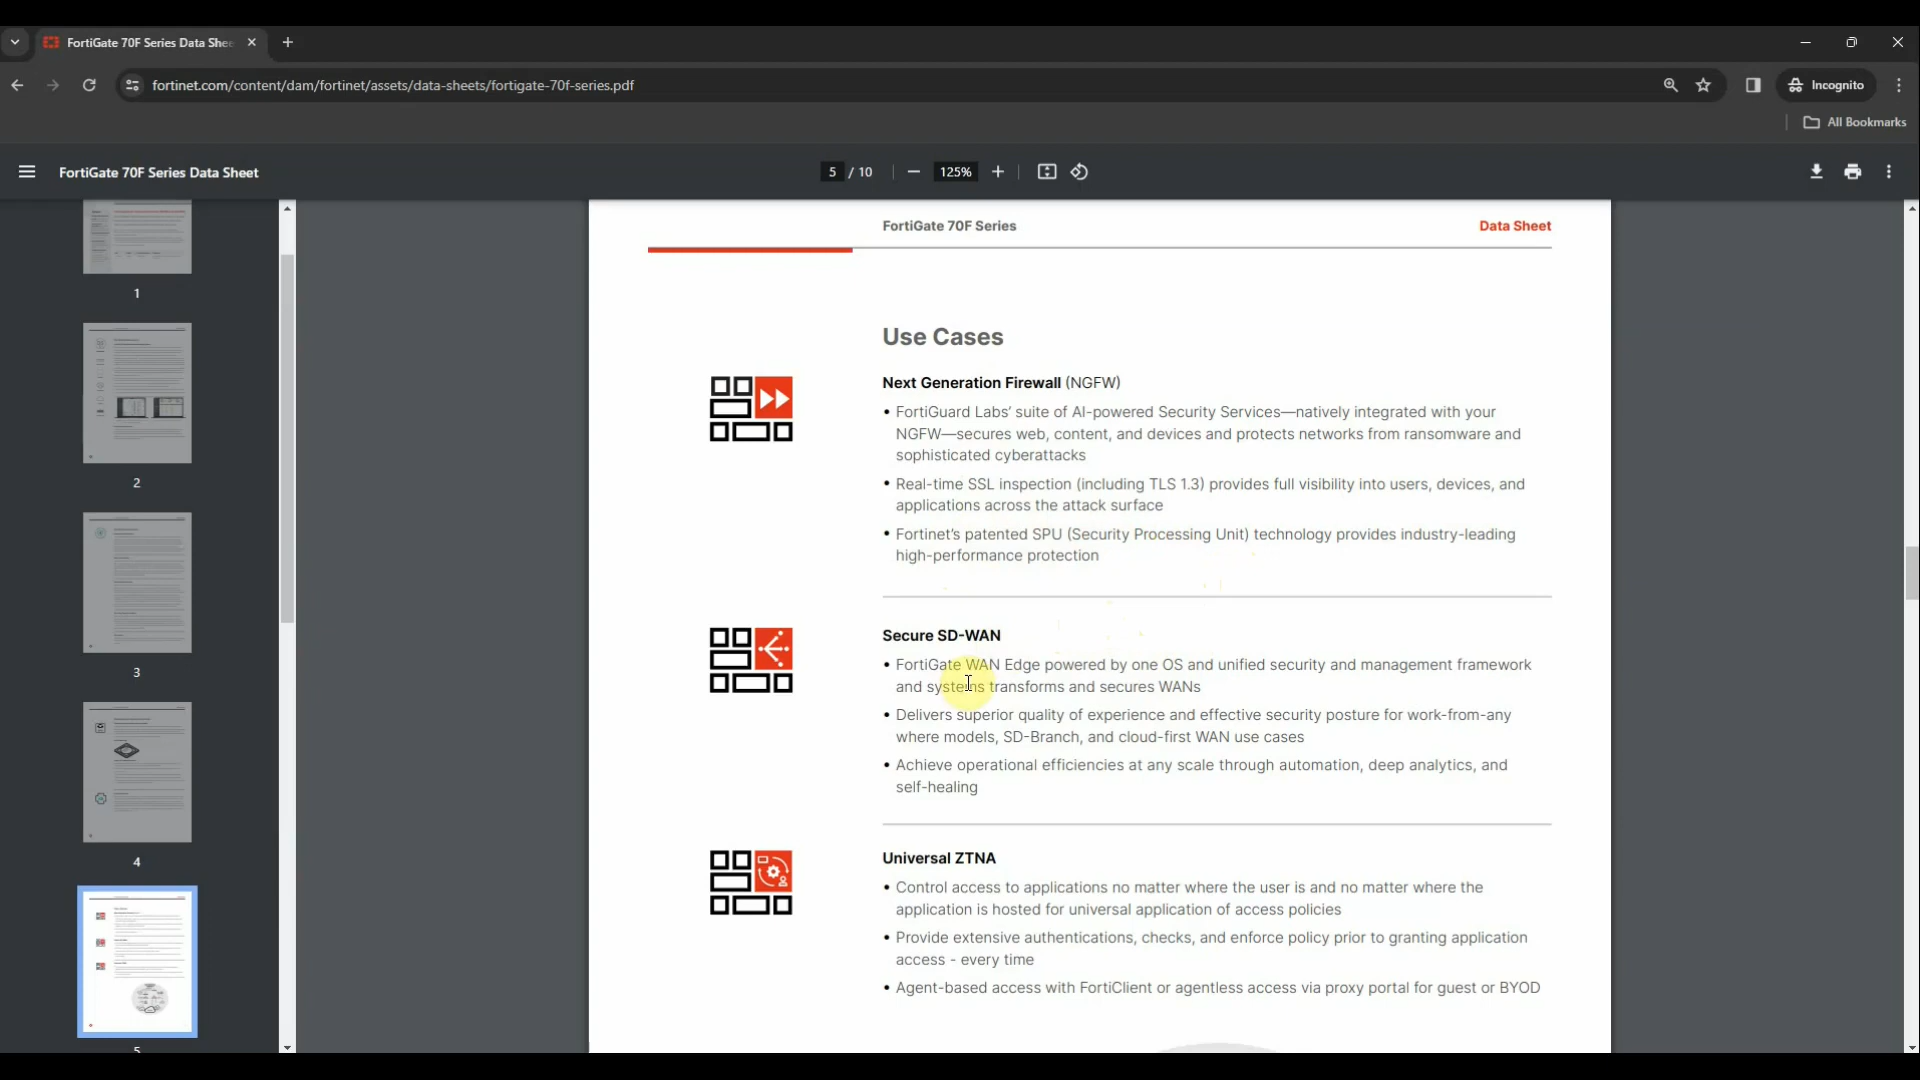 FortiGate 70F Series Data Shee
fortinet.com/content/dam/fortinet/assets/data-sheets/fortigate-70f-series.pdf
Incognito
All Bookmarks
FortiGate 70F Series Data Sheet
5 / 10
125%
1
2
3
4
5
FortiGate 70F Series
Data Sheet
Use Cases
Next Generation Firewall (NGFW)
• FortiGuard Labs' suite of AI-powered Security Services—natively integrated with your
NGFW—secures web, content, and devices and protects networks from ransomware and
sophisticated cyberattacks
• Real-time SSL inspection (including TLS 1.3) provides full visibility into users, devices, and
applications across the attack surface
• Fortinet's patented SPU (Security Processing Unit) technology provides industry-leading
high-performance protection
Secure SD-WAN
• FortiGate WAN Edge powered by one OS and unified security and management framework
and systems transforms and secures WANs
• Delivers superior quality of experience and effective security posture for work-from-any
where models, SD-Branch, and cloud-first WAN use cases
• Achieve operational efficiencies at any scale through automation, deep analytics, and
self-healing
Universal ZTNA
• Control access to applications no matter where the user is and no matter where the
application is hosted for universal application of access policies
• Provide extensive authentications, checks, and enforce policy prior to granting application
access - every time
• Agent-based access with FortiClient or agentless access via proxy portal for guest or BYOD